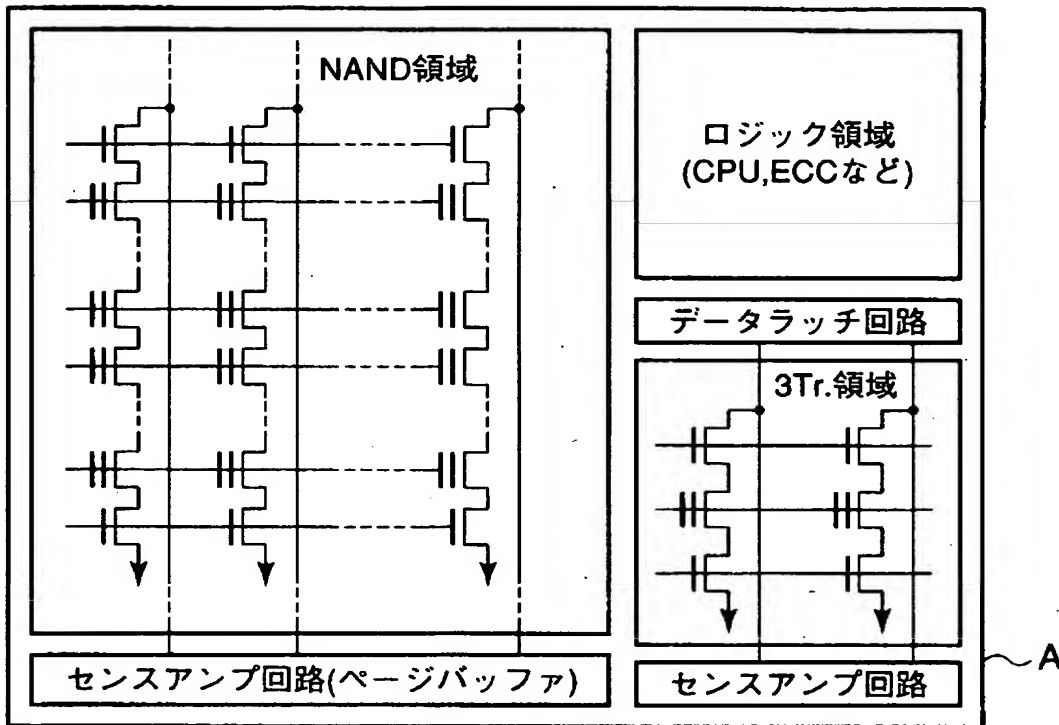 NAND領域
ロジック領域
(CPU,ECCなど)
データラッチ回路
3Tr.領域
センスアンプ回路(ページバッファ)
センスアンプ回路
A